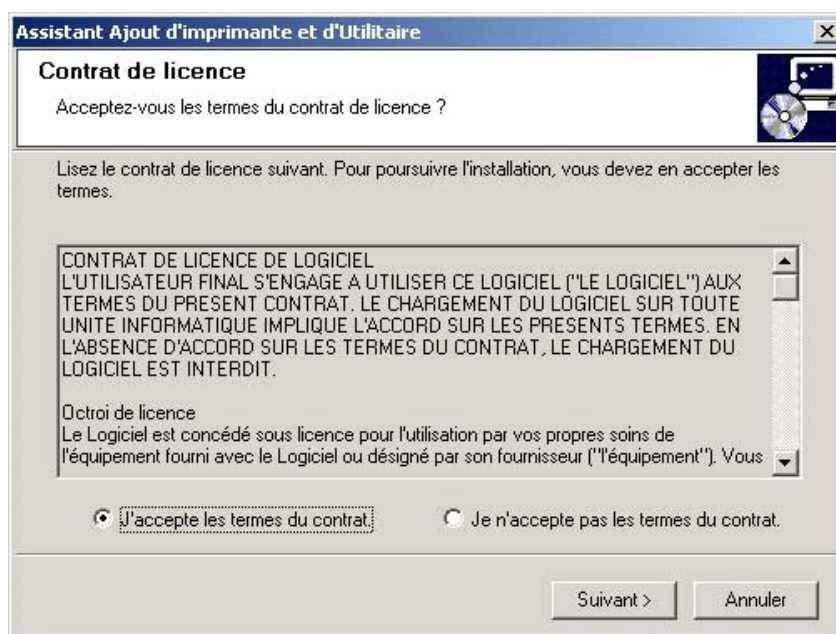 Assistant Ajout d'imprimante et d'Utilitaire
Contrat de licence
Acceptez-vous les termes du contrat de licence ?
Lisez le contrat de licence suivant. Pour poursuivre l'installation, vous devez en accepter les
termes.
CONTRAT DE LICENCE DE LOGICIEL
L'UTILISATEUR FINAL S'ENGAGE A UTILISER CE LOGICIEL ("LE LOGICIEL") AUX
TERMES DU PRESENT CONTRAT. LE CHARGEMENT DU LOGICIEL SUR TOUTE
UNITE INFORMATIQUE IMPLIQUE L'ACCORD SUR LES PRESENTS TERMES. EN
L'ABSENCE D'ACCORD SUR LES TERMES DU CONTRAT, LE CHARGEMENT DU
LOGICIEL EST INTERDIT.
Octroi de licence
Le Logiciel est concédé sous licence pour l'utilisation par vos propres soins de
l'équipement fourni avec le Logiciel ou désigné par son fournisseur ("l'équipement"). Vous
J'accepte les termes du contrat.
Je n'accepte pas les termes du contrat.
Suivant >
Annuler